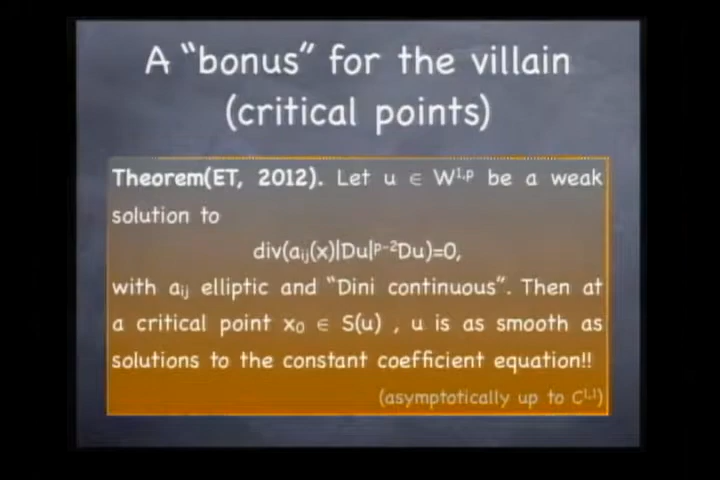 A “bonus” for the villain
(critical points)
Theorem(ET, 2012). Let u ∈ W¹·ᵖ be a weak
solution to
div(aᵢⱼ(x)|Du|ᵖ⁻²Du)=0,
with aᵢⱼ elliptic and “Dini continuous”. Then at
a critical point x₀ ∈ S(u) , u is as smooth as
solutions to the constant coefficient equation!!
(asymptotically up to C¹·¹)